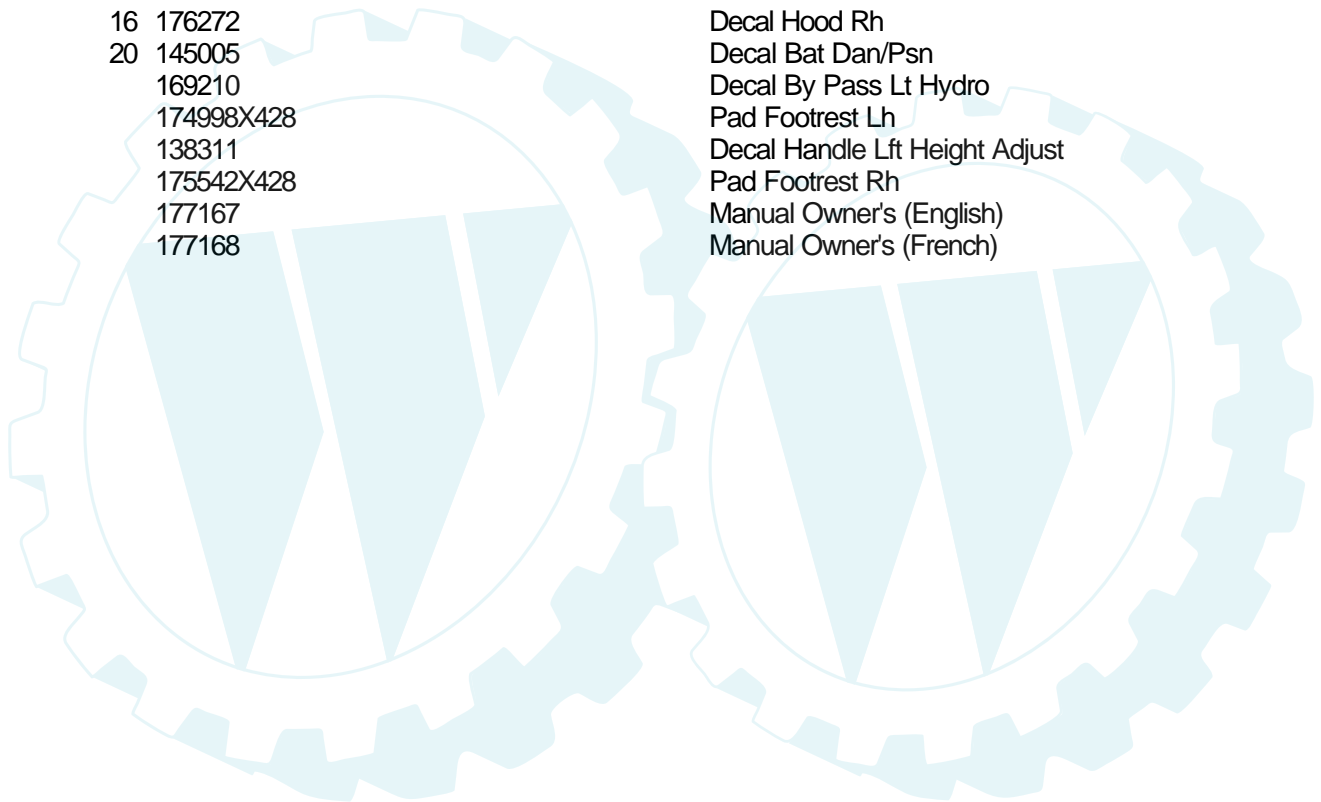 16 176272 Decal Hood Rh
20 145005 Decal Bat Dan/Psn
169210 Decal By Pass Lt Hydro
174998X428 Pad Footrest Lh
138311 Decal Handle Lft Height Adjust
175542X428 Pad Footrest Rh
177167 Manual Owner's (English)
177168 Manual Owner's (French)